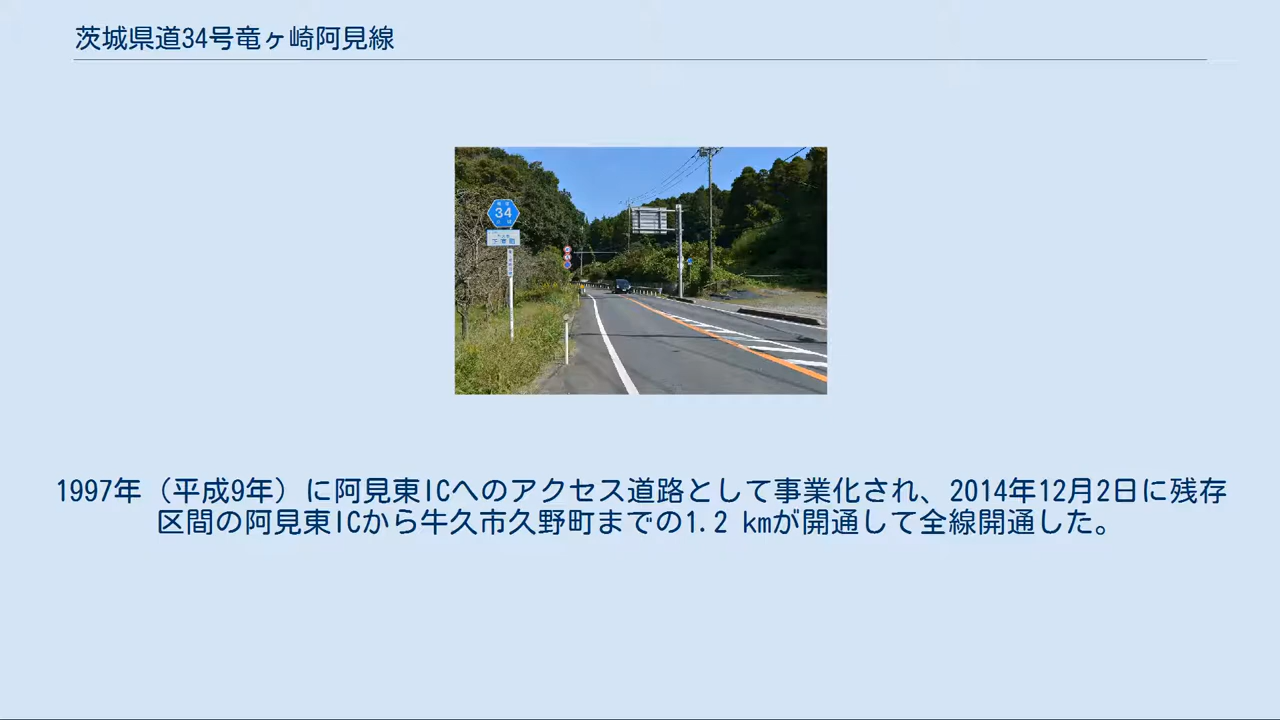 茨城県道34号竜ヶ崎阿見線
34
1997年（平成9年）に阿見東ICへのアクセス道路として事業化され、2014年12月2日に残存
区間の阿見東ICから牛久市久野町までの1.2 kmが開通して全線開通した。